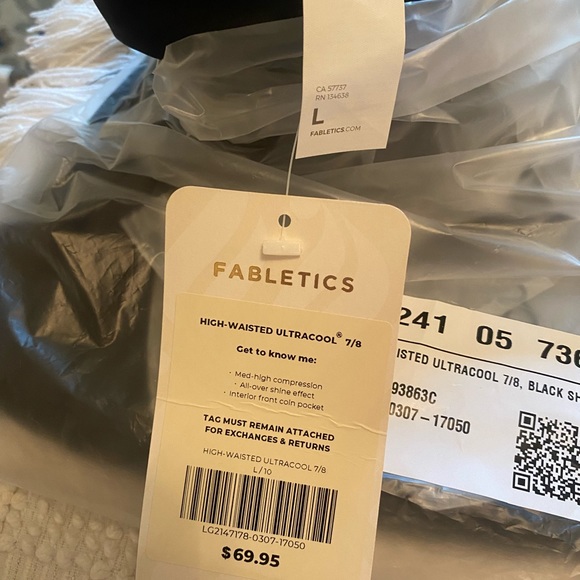 CA 57737
RN 134638
L
FABLETICS.COM
FABLETICS
HIGH-WAISTED ULTRACOOL® 7/8
Get to know me:
· Med-high compression
· All-over shine effect
· Interior front coin pocket
TAG MUST REMAIN ATTACHED
FOR EXCHANGES & RETURNS
HIGH-WAISTED ULTRACOOL 7/8
L / 10
LG2147178-0307-17050
$69.95
241 05 736
ISTED ULTRACOOL 7/8, BLACK SH
93863C
0307-17050